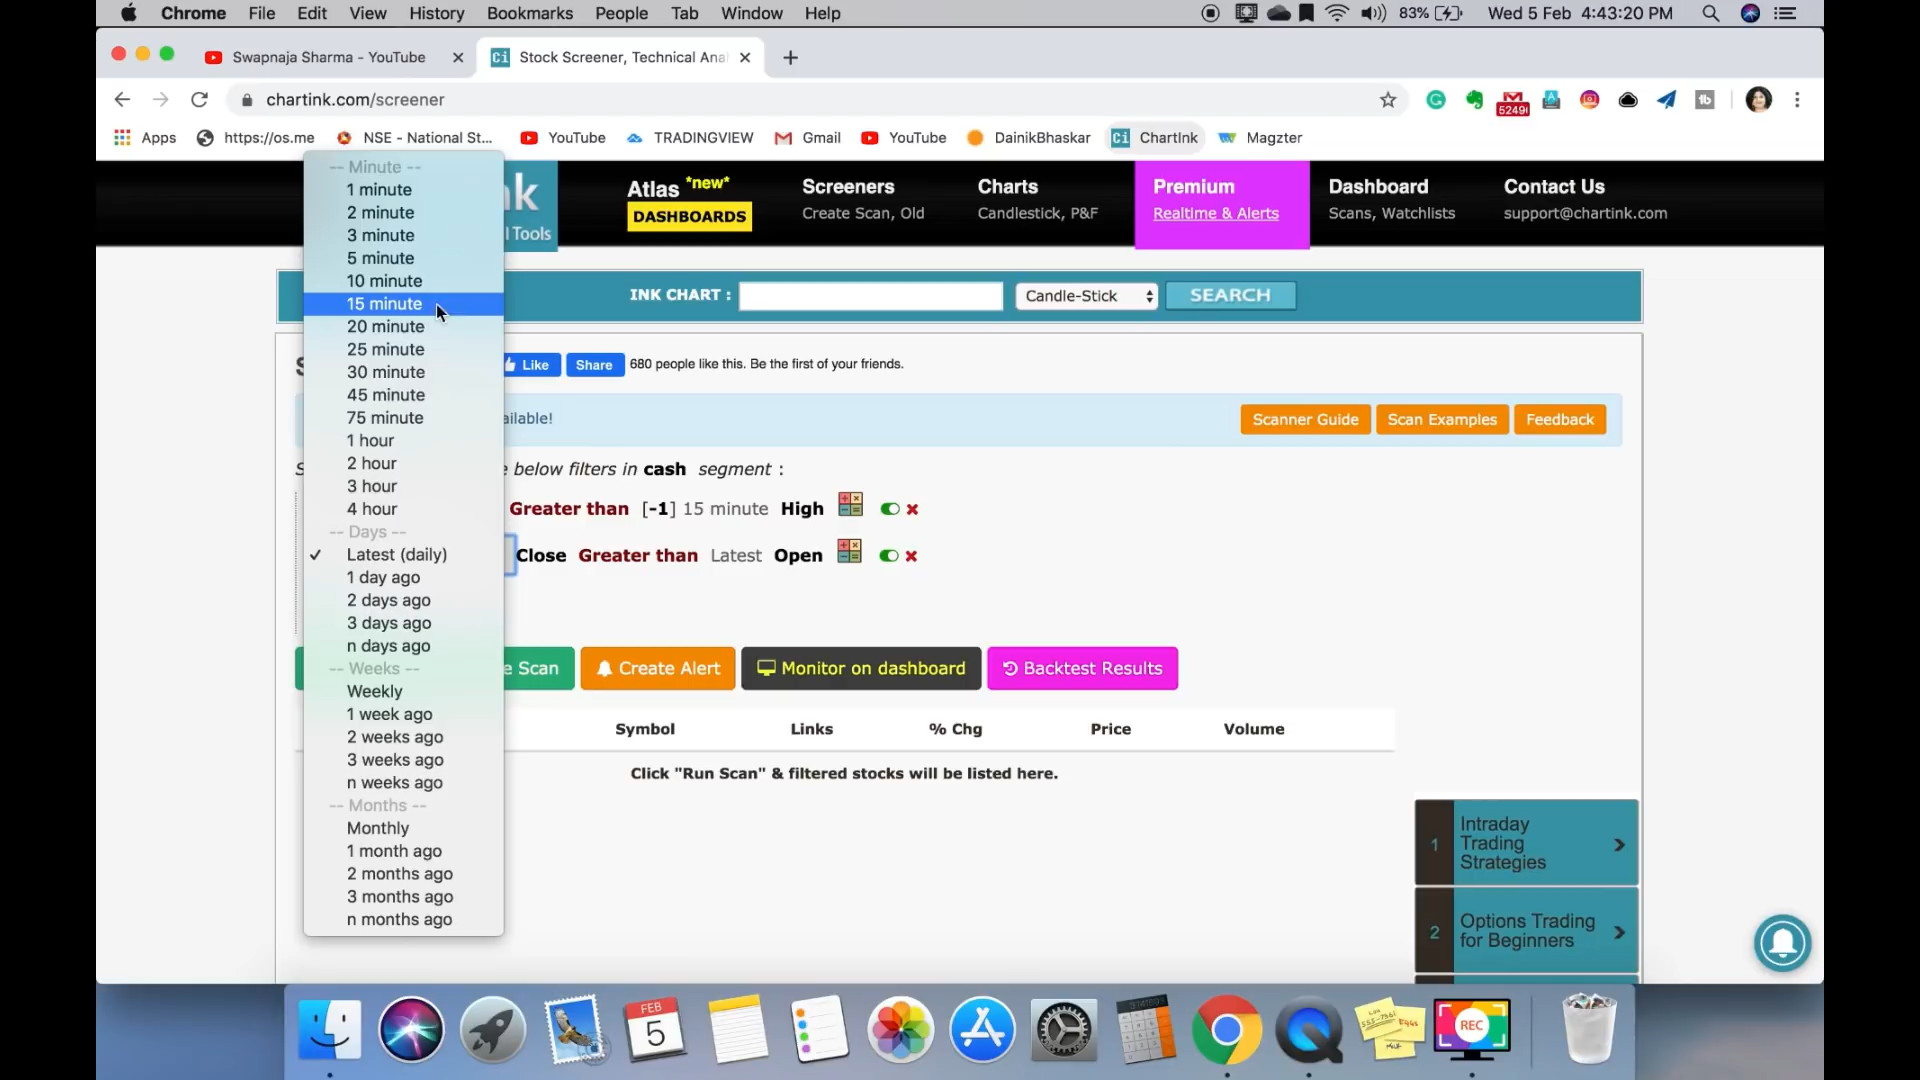 Chrome File Edit View History Bookmarks People Tab Window Help 83% Wed 5 Feb 4:43:20 PM
Swapnaja Sharma - YouTube
Stock Screener, Technical Ana
chartink.com/screener
Apps https://os.me NSE - National St... YouTube TRADINGVIEW Gmail YouTube DainikBhaskar ChartInk Magzter
nk
l Tools
Atlas *new*
DASHBOARDS
Screeners
Create Scan, Old
Charts
Candlestick, P&F
Premium
Realtime & Alerts
Dashboard
Scans, Watchlists
Contact Us
support@chartink.com
INK CHART : Candle-Stick SEARCH
Like Share 680 people like this. Be the first of your friends.
ailable! Scanner Guide Scan Examples Feedback
e below filters in cash segment :
Greater than [-1] 15 minute High
Close Greater than Latest Open
e Scan Create Alert Monitor on dashboard Backtest Results
Symbol Links % Chg Price Volume
Click "Run Scan" & filtered stocks will be listed here.
-- Minute --
1 minute
2 minute
3 minute
5 minute
10 minute
15 minute
20 minute
25 minute
30 minute
45 minute
75 minute
1 hour
2 hour
3 hour
4 hour
-- Days --
✓ Latest (daily)
1 day ago
2 days ago
3 days ago
n days ago
-- Weeks --
Weekly
1 week ago
2 weeks ago
3 weeks ago
n weeks ago
-- Months --
Monthly
1 month ago
2 months ago
3 months ago
n months ago
1 Intraday
Trading
Strategies
2 Options Trading
for Beginners
FEB
5
REC